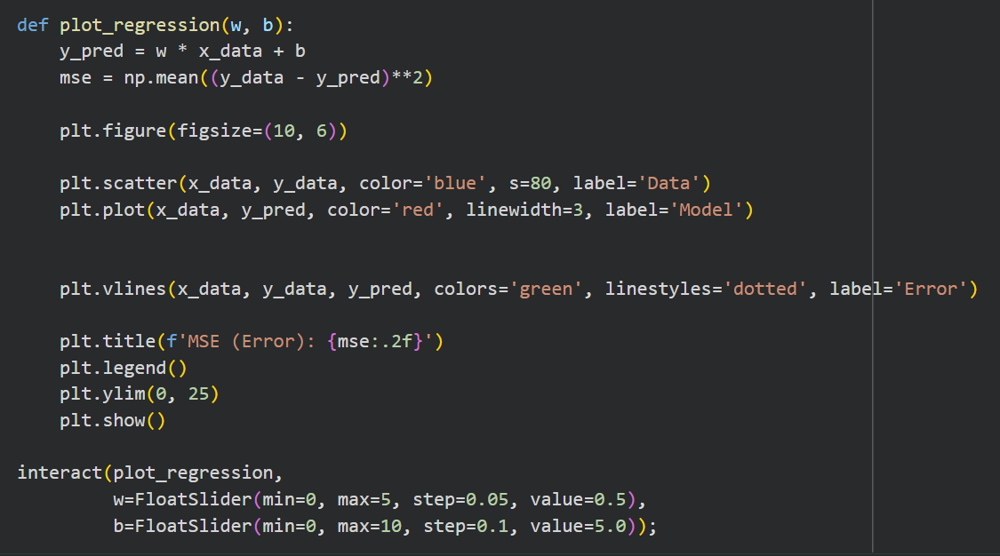 def plot_regression(w, b):
    y_pred = w * x_data + b
    mse = np.mean((y_data - y_pred)**2)

    plt.figure(figsize=(10, 6))

    plt.scatter(x_data, y_data, color='blue', s=80, label='Data')
    plt.plot(x_data, y_pred, color='red', linewidth=3, label='Model')


    plt.vlines(x_data, y_data, y_pred, colors='green', linestyles='dotted', label='Error')

    plt.title(f'MSE (Error): {mse:.2f}')
    plt.legend()
    plt.ylim(0, 25)
    plt.show()

interact(plot_regression,
         w=FloatSlider(min=0, max=5, step=0.05, value=0.5),
         b=FloatSlider(min=0, max=10, step=0.1, value=5.0));